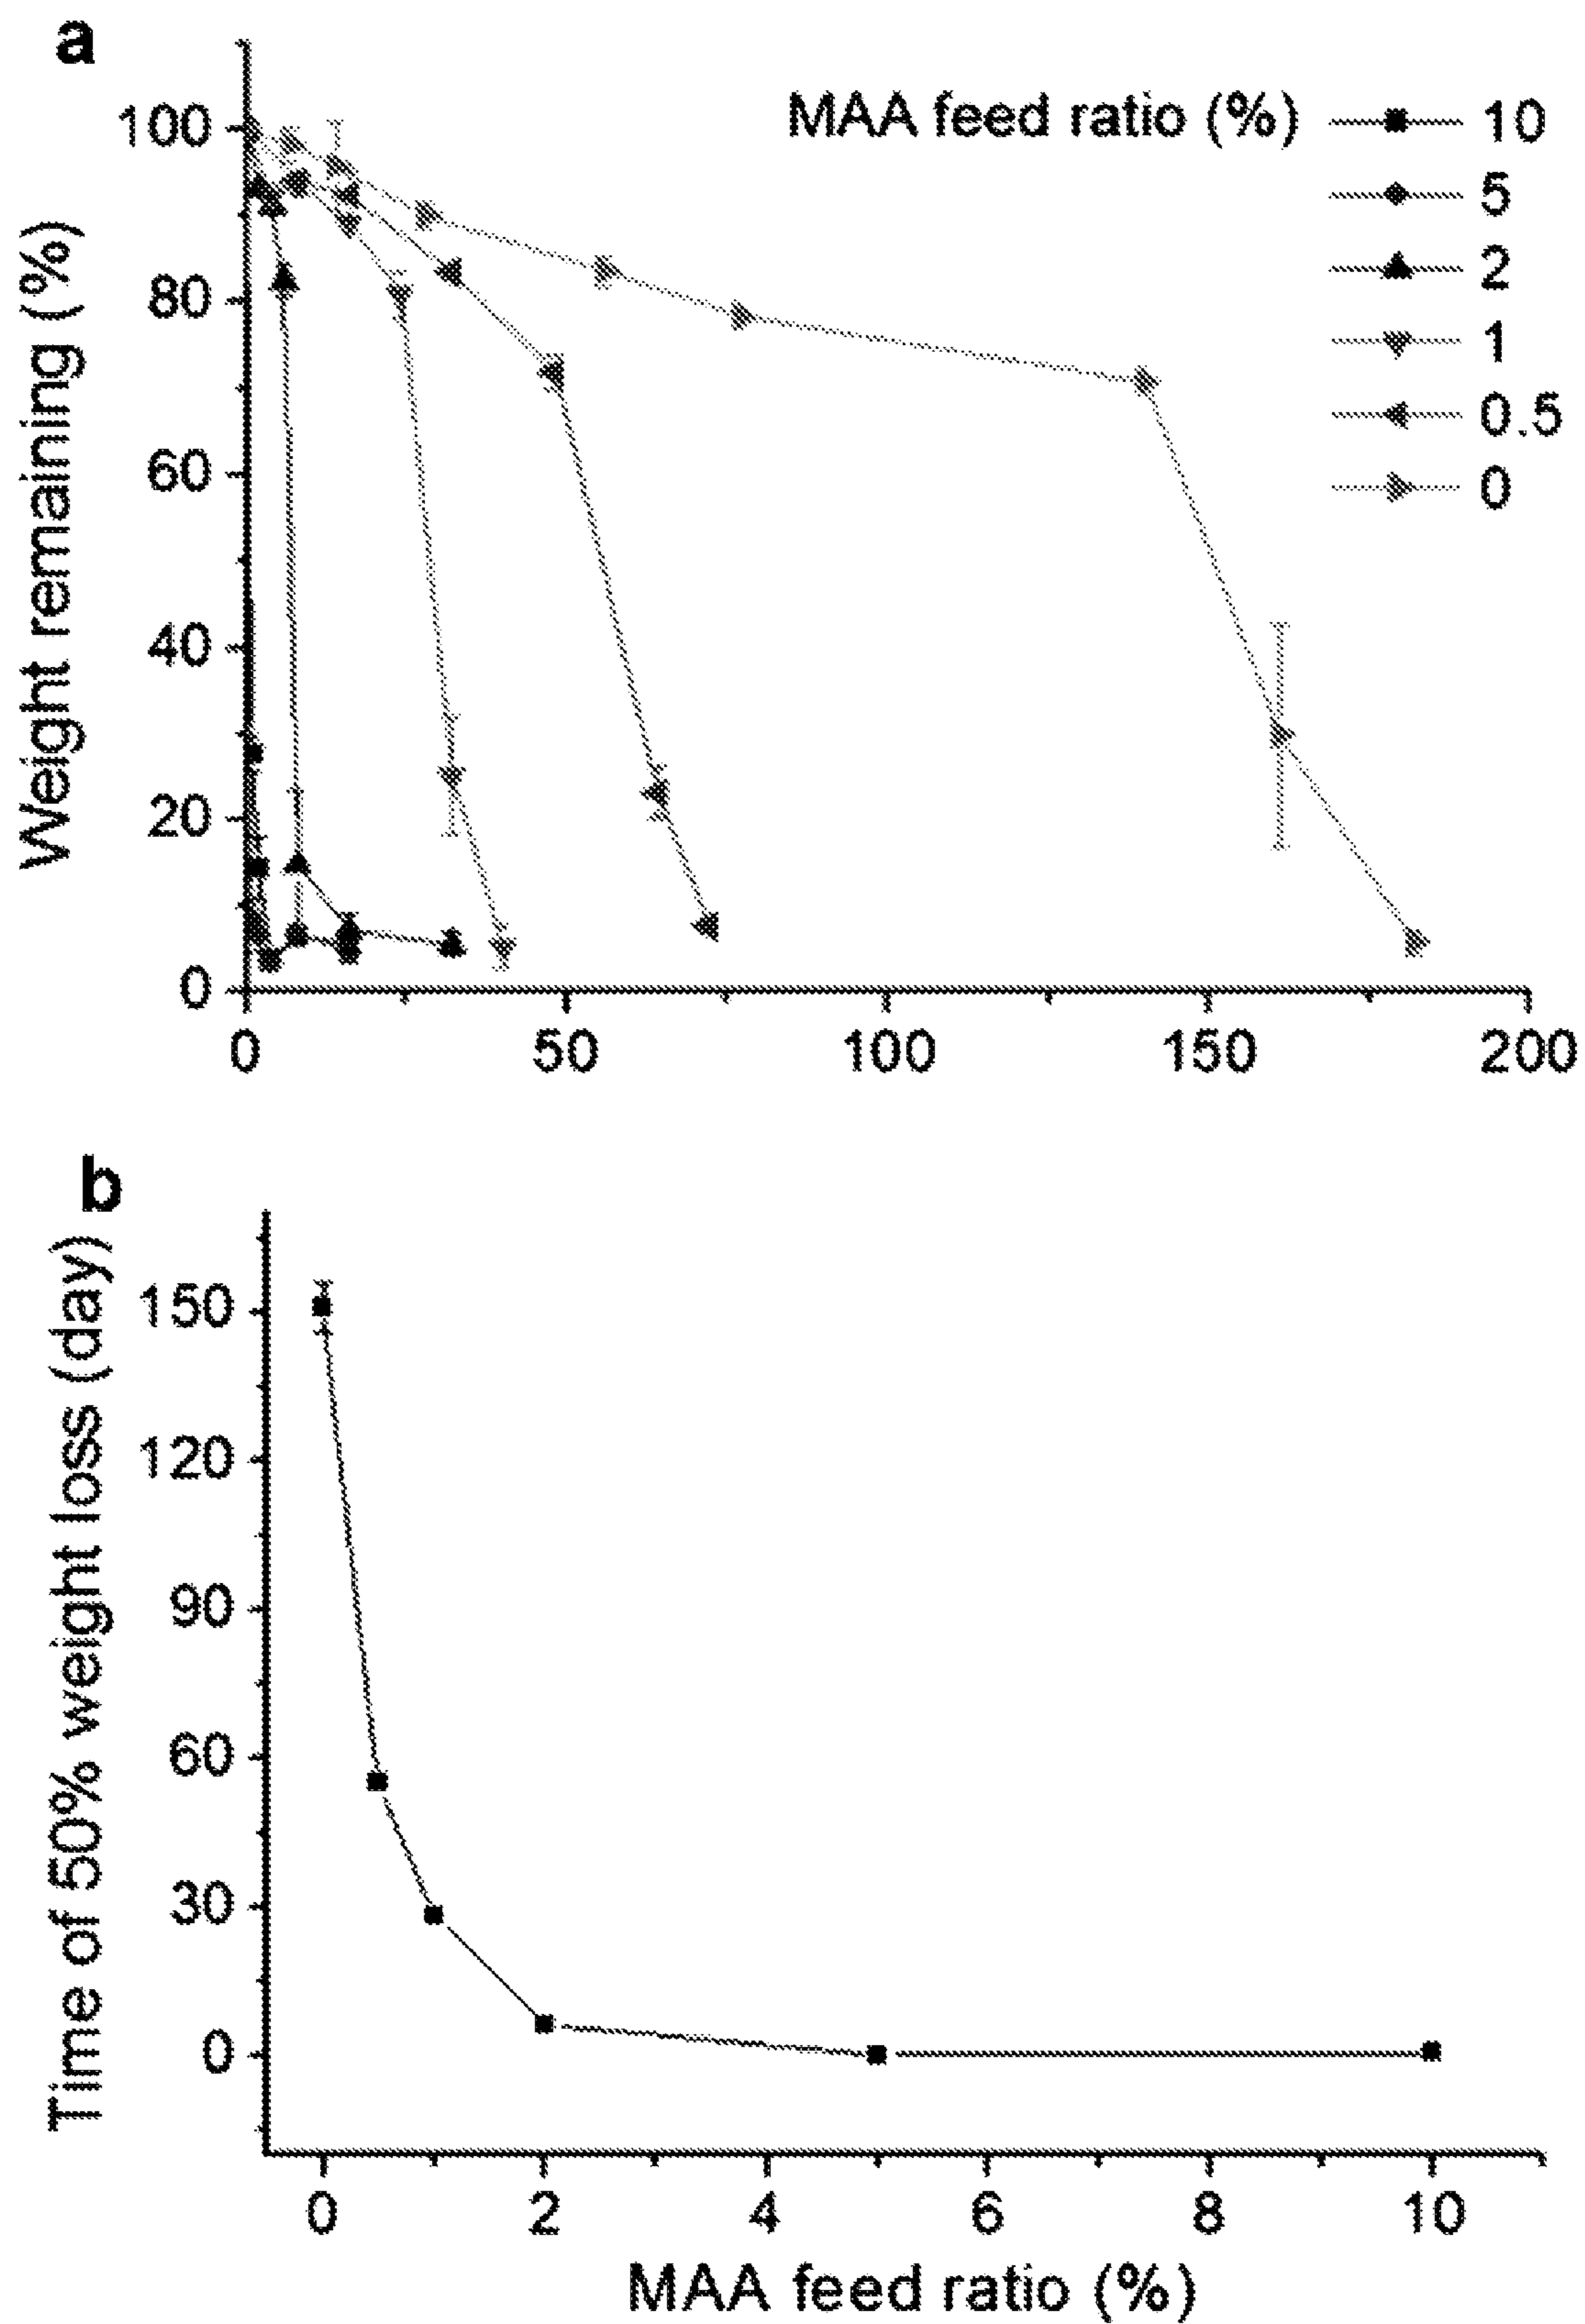 a
MAA feed ratio (%)
10
5
2
1
0.5
0
Weight remaining (%)
100
80
60
40
20
0
0 50 100 150 200
b
Time of 50% weight loss (day)
150
120
90
60
30
0
0 2 4 6 8 10
MAA feed ratio (%)